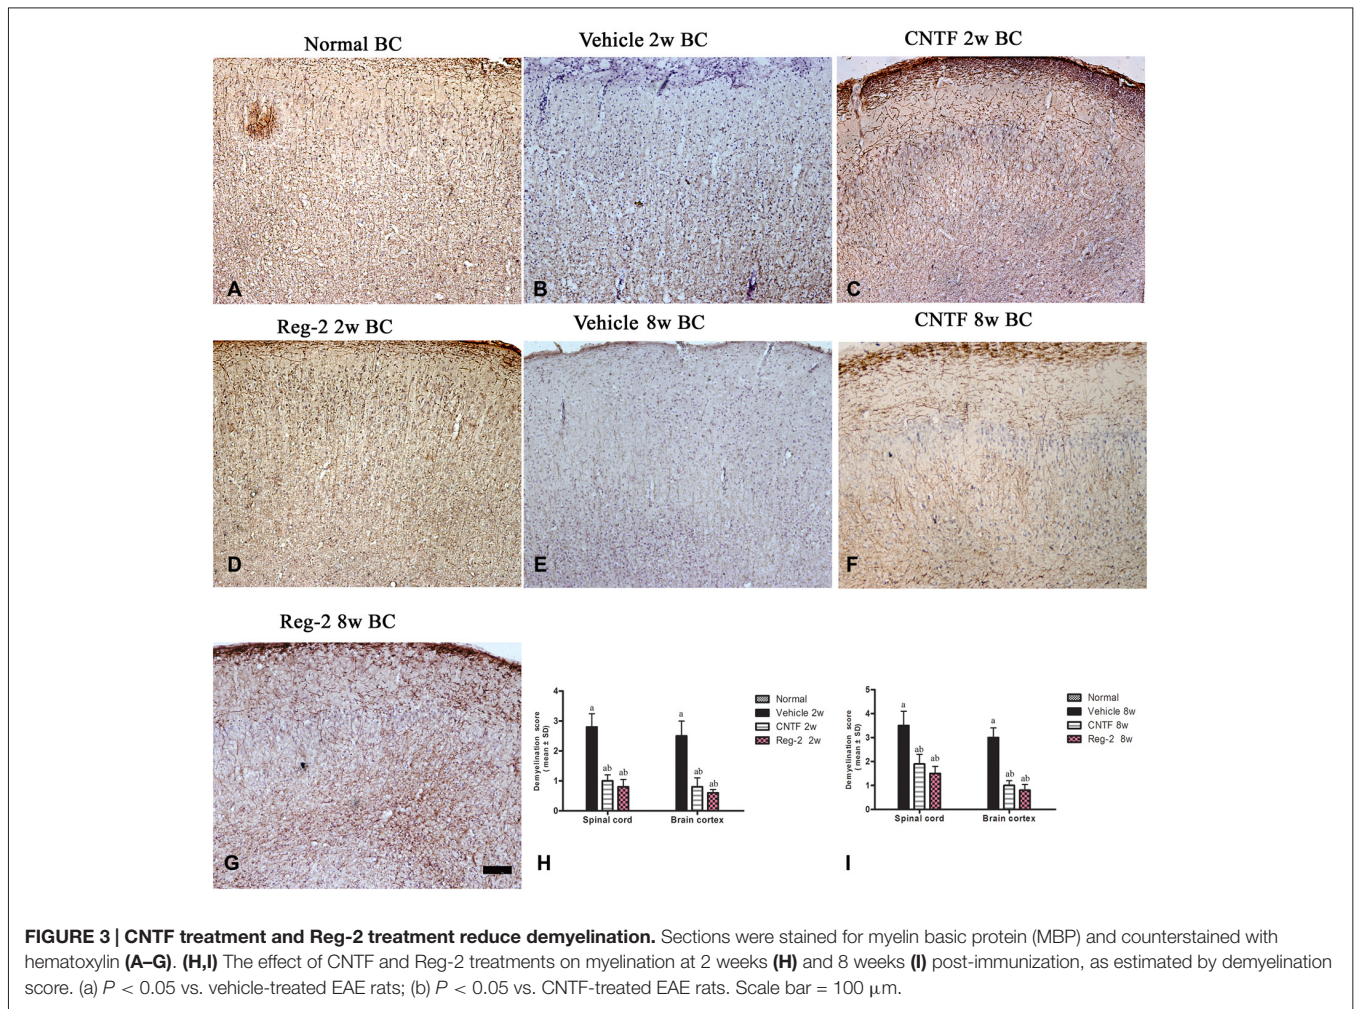 Normal BC
Vehicle 2w BC
CNTF 2w BC
A
B
C
Reg-2 2w BC
Vehicle 8w BC
CNTF 8w BC
D
E
F
Reg-2 8w BC
G
Demyelination score
( mean ± SD)
4
3
2
1
0
a
ab
ab
a
ab
ab
Spinal cord
Brain cortex
Normal
Vehicle 2w
CNTF 2w
Reg-2 2w
H
Demyelination score
( mean ± SD)
5
4
3
2
1
0
a
ab
ab
a
ab
ab
Spinal cord
Brain cortex
Normal
Vehicle 8w
CNTF 8w
Reg-2 8w
I
FIGURE 3 | CNTF treatment and Reg-2 treatment reduce demyelination. Sections were stained for myelin basic protein (MBP) and counterstained with
hematoxylin (A–G). (H,I) The effect of CNTF and Reg-2 treatments on myelination at 2 weeks (H) and 8 weeks (I) post-immunization, as estimated by demyelination
score. (a) P < 0.05 vs. vehicle-treated EAE rats; (b) P < 0.05 vs. CNTF-treated EAE rats. Scale bar = 100 μm.